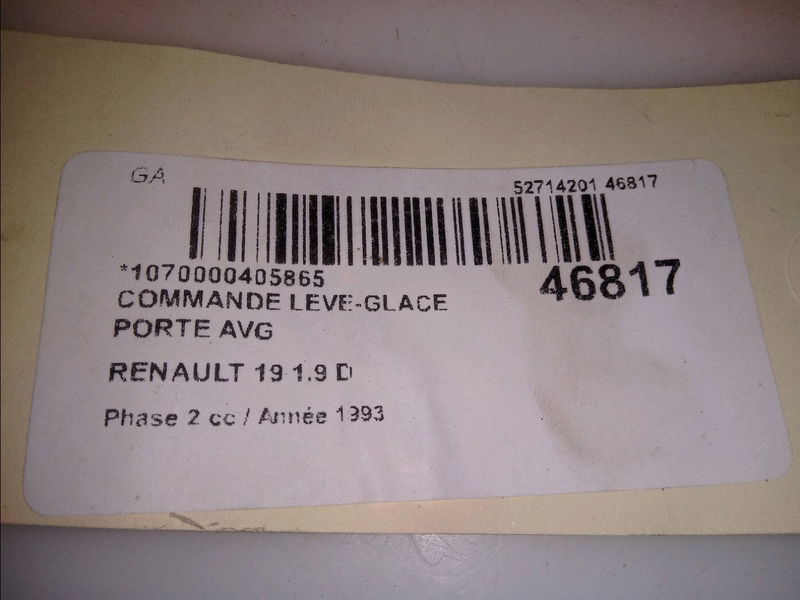 GA
52714201 46817
*1070000405865
46817
COMMANDE LEVE-GLACE
PORTE AVG
RENAULT 19 1.9 D
Phase 2 cc / Année 1993